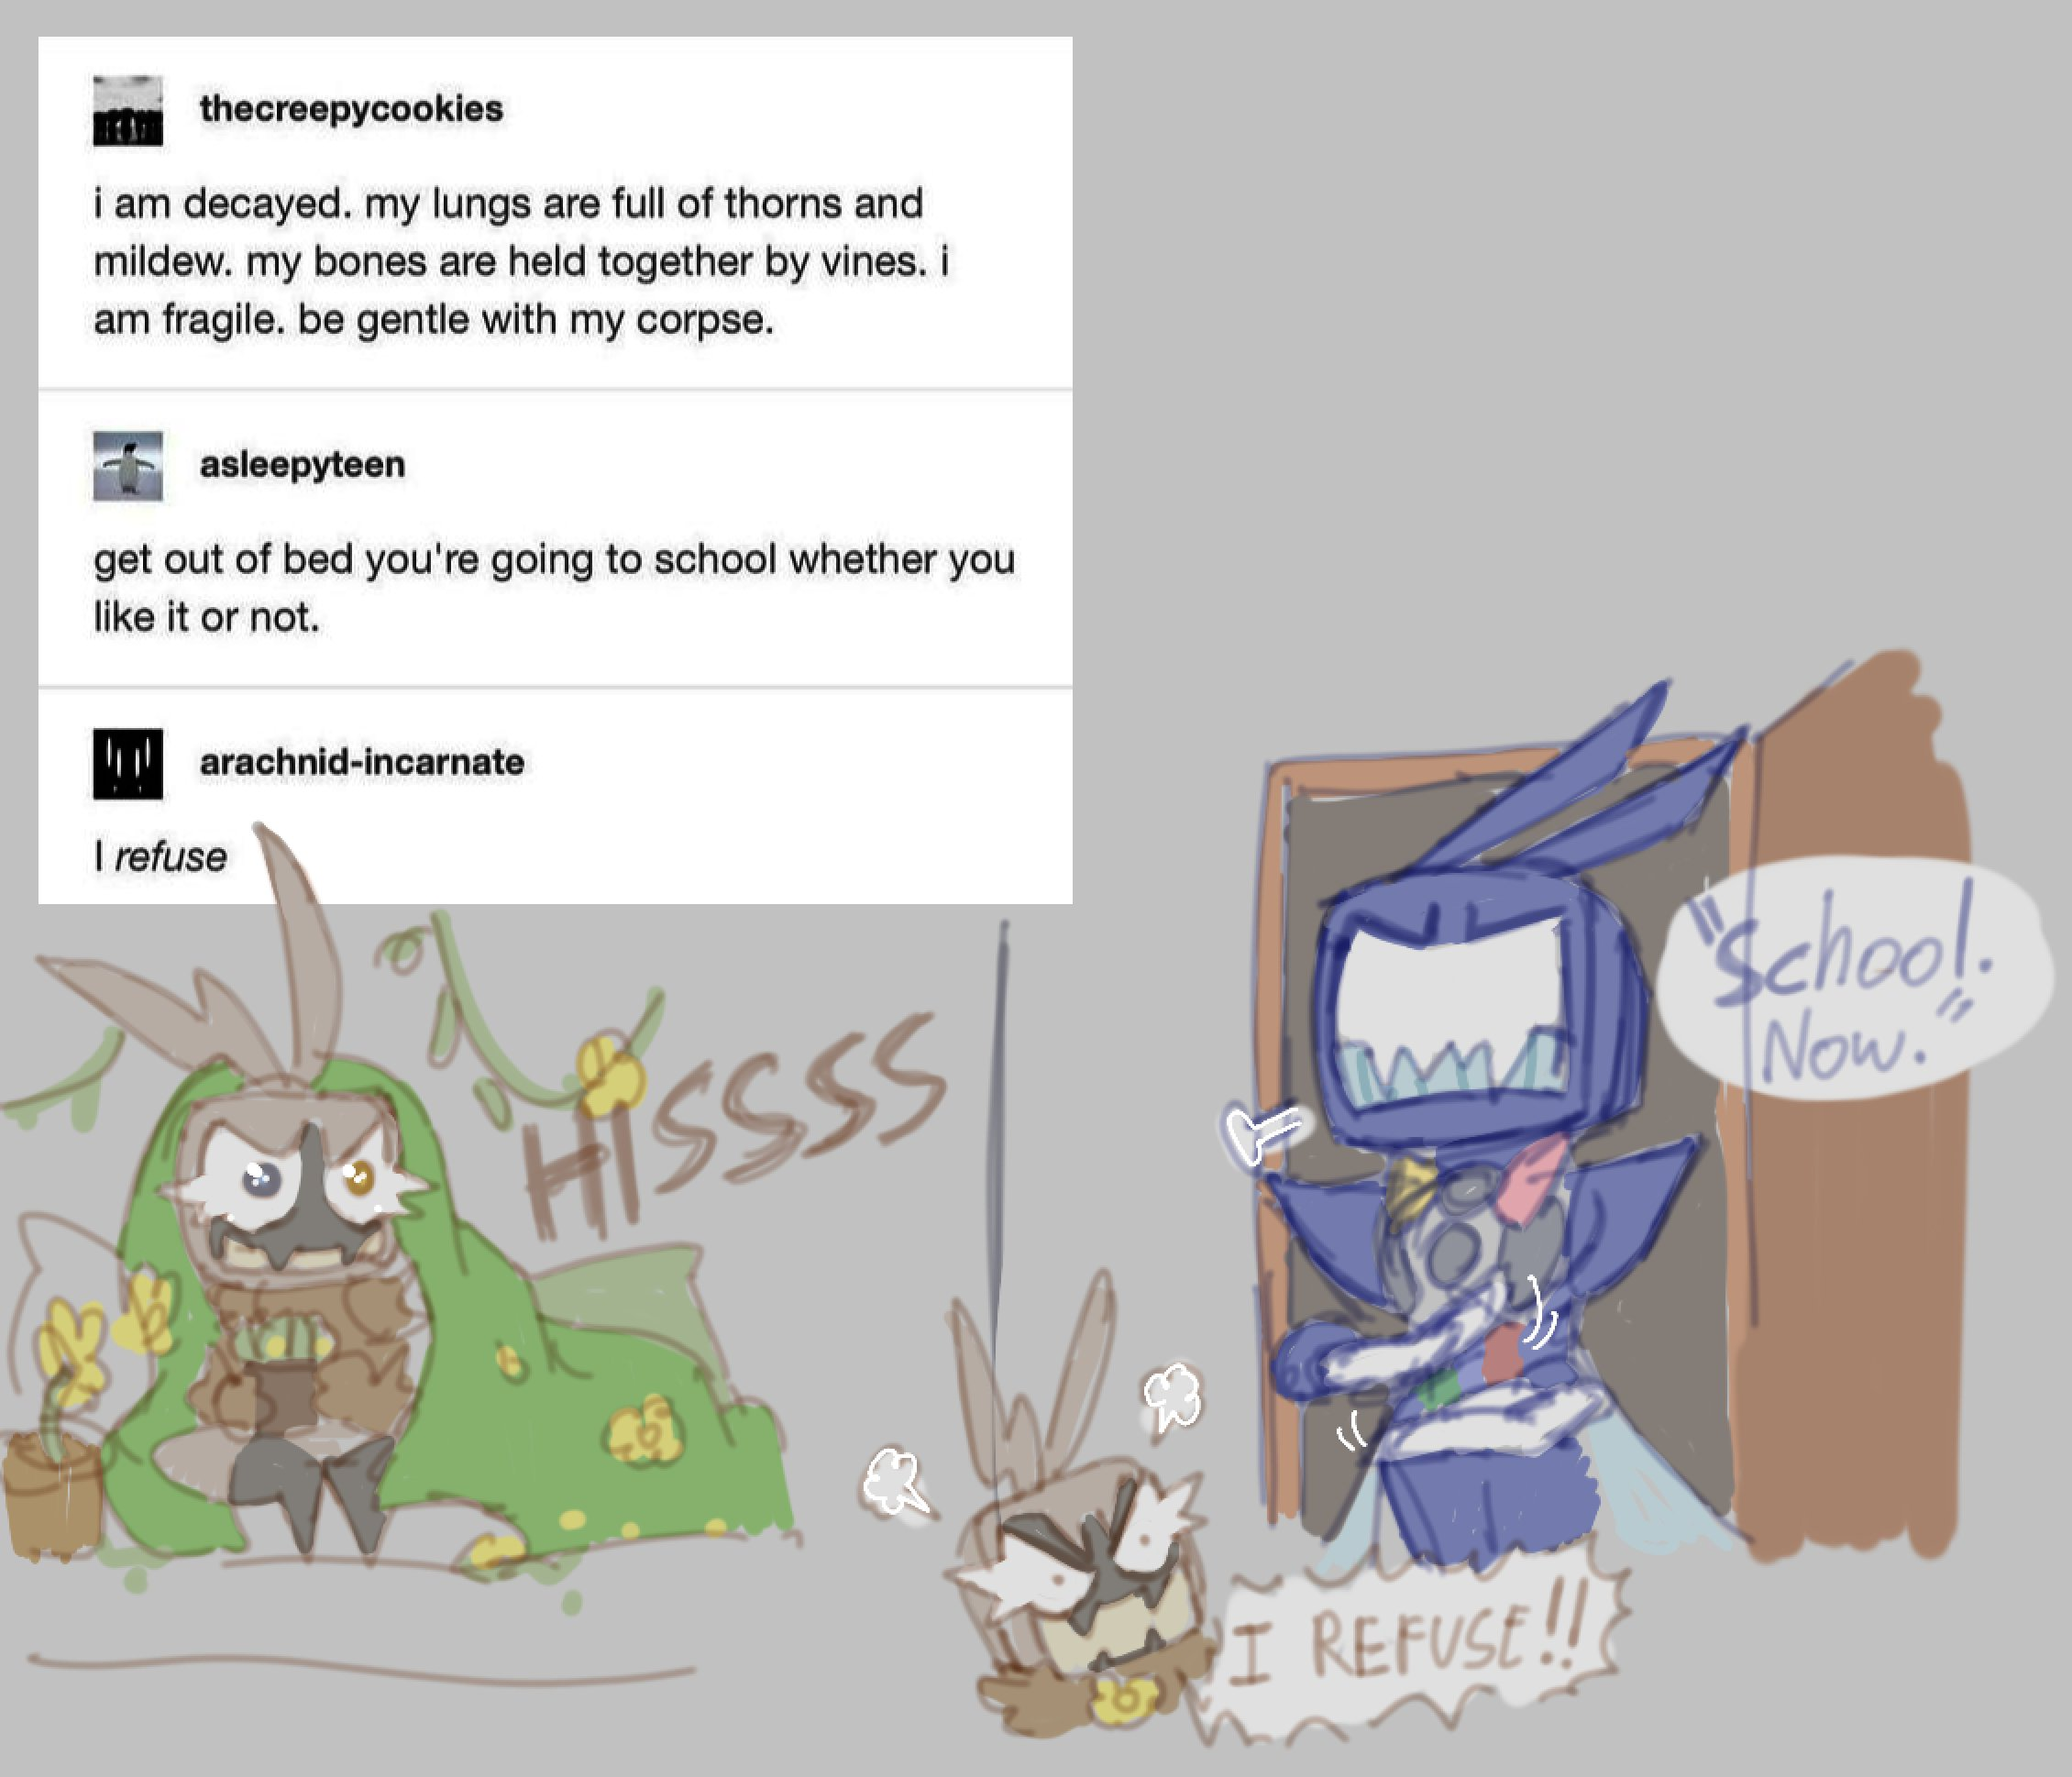 thecreepycookies
i am decayed. my lungs are full of thorns and
mildew. my bones are held together by vines. i
am fragile. be gentle with my corpse.
asleepyteen
get out of bed you're going to school whether you
like it or not.
arachnid-incarnate
I refuse
HSSSS
"School.
Now."
I REFUSE!!